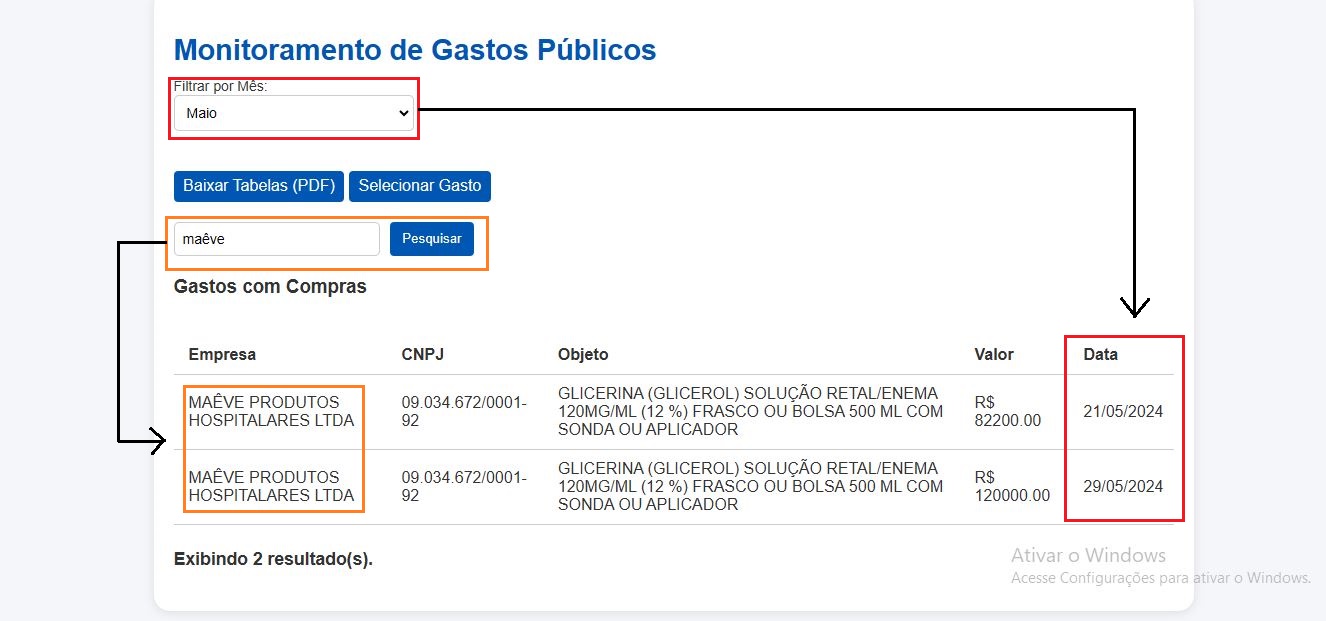 Monitoramento de Gastos Públicos
Filtrar por Mês:
Maio
Baixar Tabelas (PDF) Selecionar Gasto
maêve Pesquisar
Gastos com Compras
Empresa CNPJ Objeto Valor Data
MAÊVE PRODUTOS HOSPITALARES LTDA 09.034.672/0001-92 GLICERINA (GLICEROL) SOLUÇÃO RETAL/ENEMA 120MG/ML (12 %) FRASCO OU BOLSA 500 ML COM SONDA OU APLICADOR R$ 82200.00 21/05/2024
MAÊVE PRODUTOS HOSPITALARES LTDA 09.034.672/0001-92 GLICERINA (GLICEROL) SOLUÇÃO RETAL/ENEMA 120MG/ML (12 %) FRASCO OU BOLSA 500 ML COM SONDA OU APLICADOR R$ 120000.00 29/05/2024
Exibindo 2 resultado(s).
Ativar o Windows
Acesse Configurações para ativar o Windows.